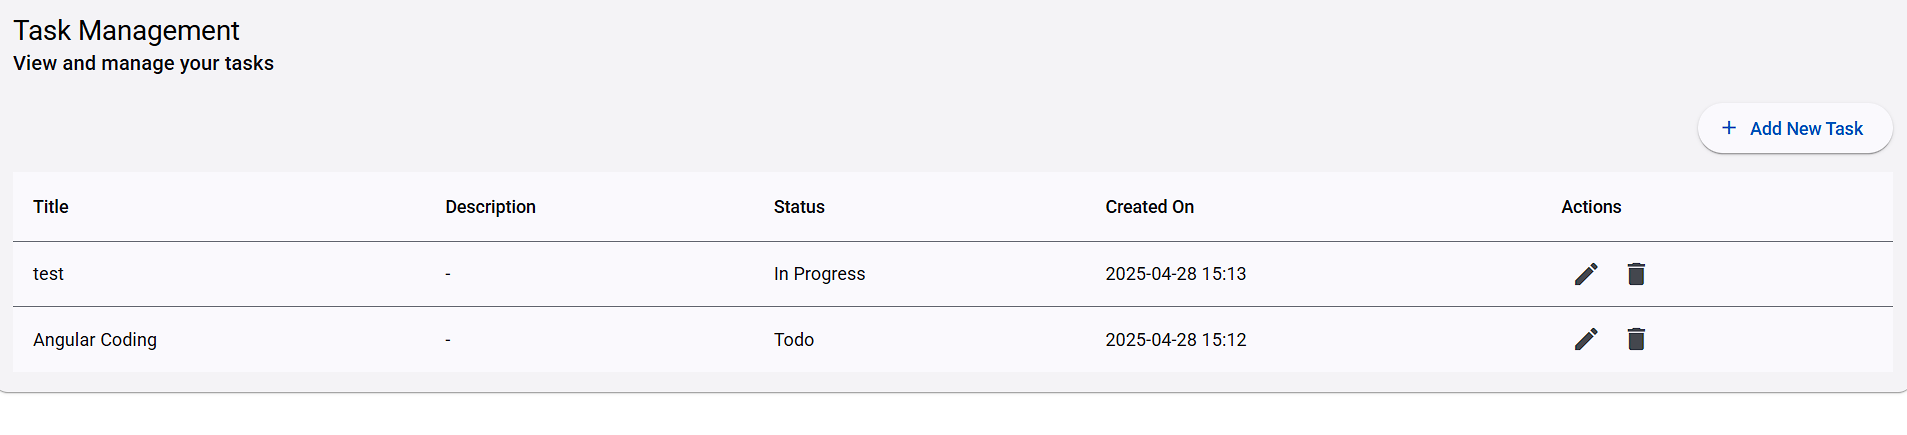 Task Management
View and manage your tasks
+ Add New Task
Title Description Status Created On Actions
test - In Progress 2025-04-28 15:13
Angular Coding - Todo 2025-04-28 15:12